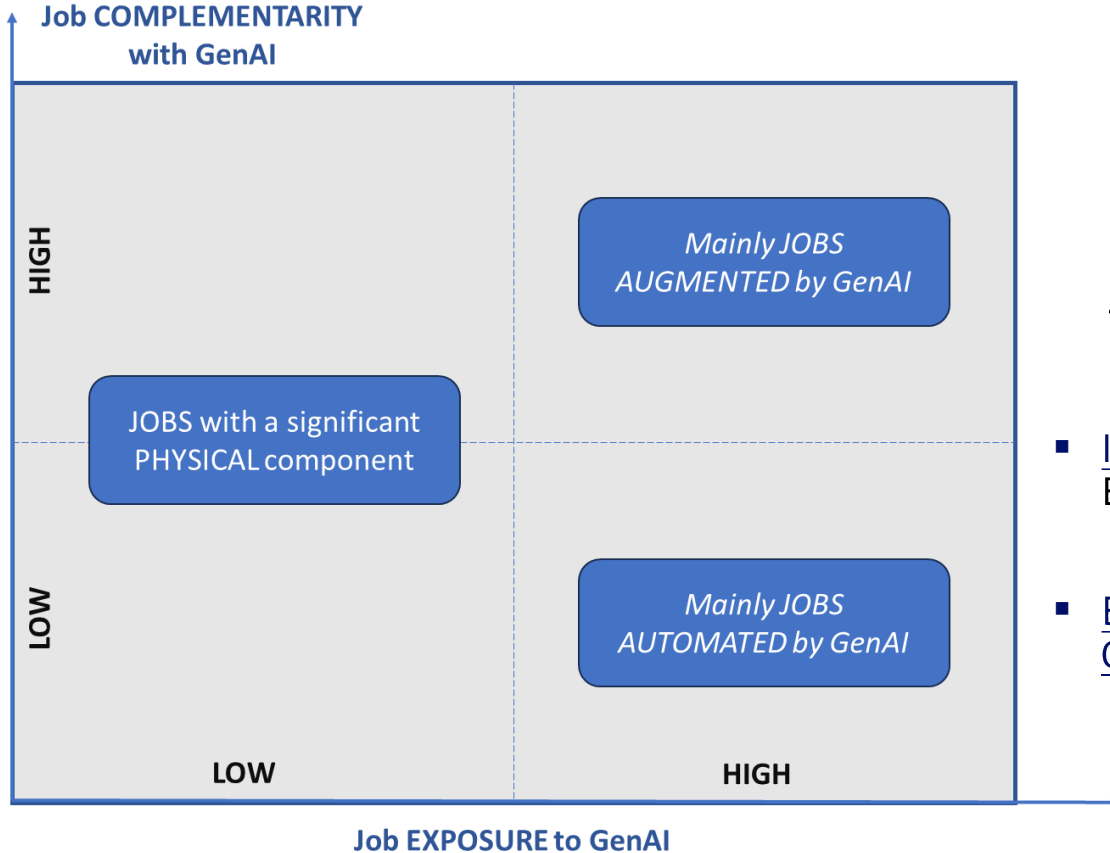 Job COMPLEMENTARITY
with GenAI
HIGH
Mainly JOBS
AUGMENTED by GenAI
JOBS with a significant
PHYSICAL component
LOW
Mainly JOBS
AUTOMATED by GenAI
LOW
HIGH
Job EXPOSURE to GenAI